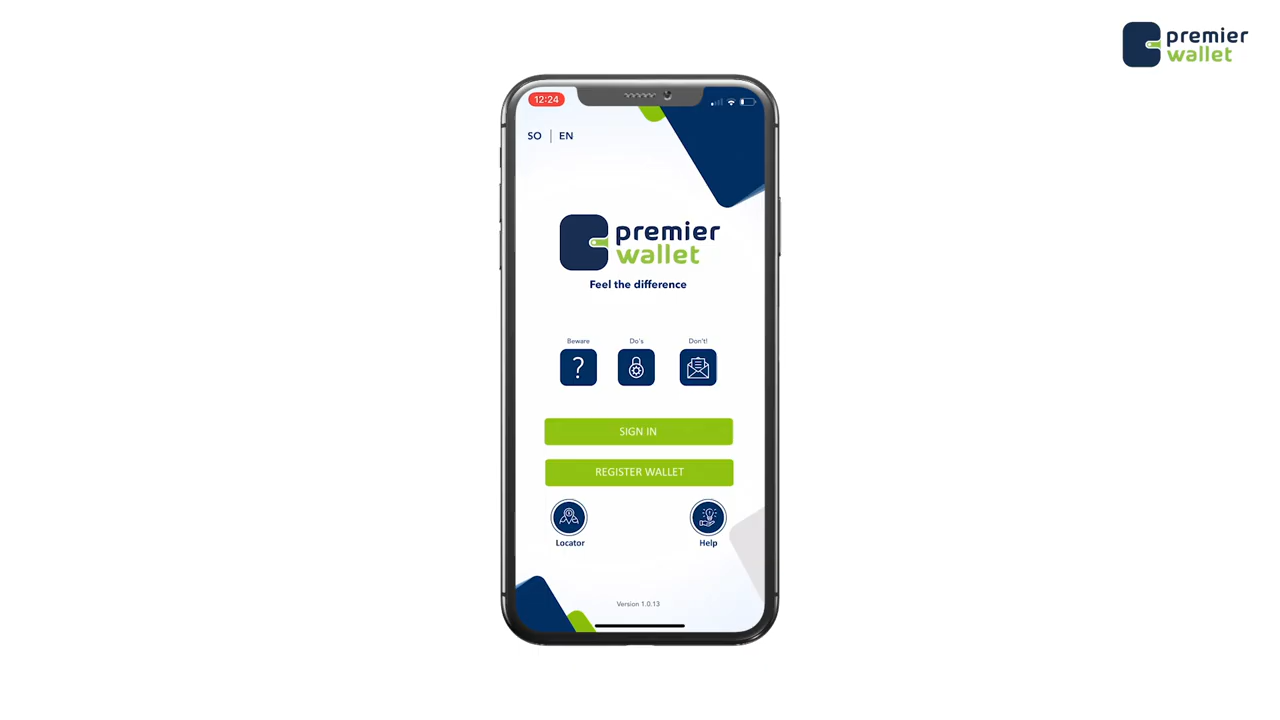 premier
wallet
12:24
SO | EN
premier
wallet
Feel the difference
Beware
Do's
Don't!
SIGN IN
REGISTER WALLET
Locator
Help
Version 1.0.13